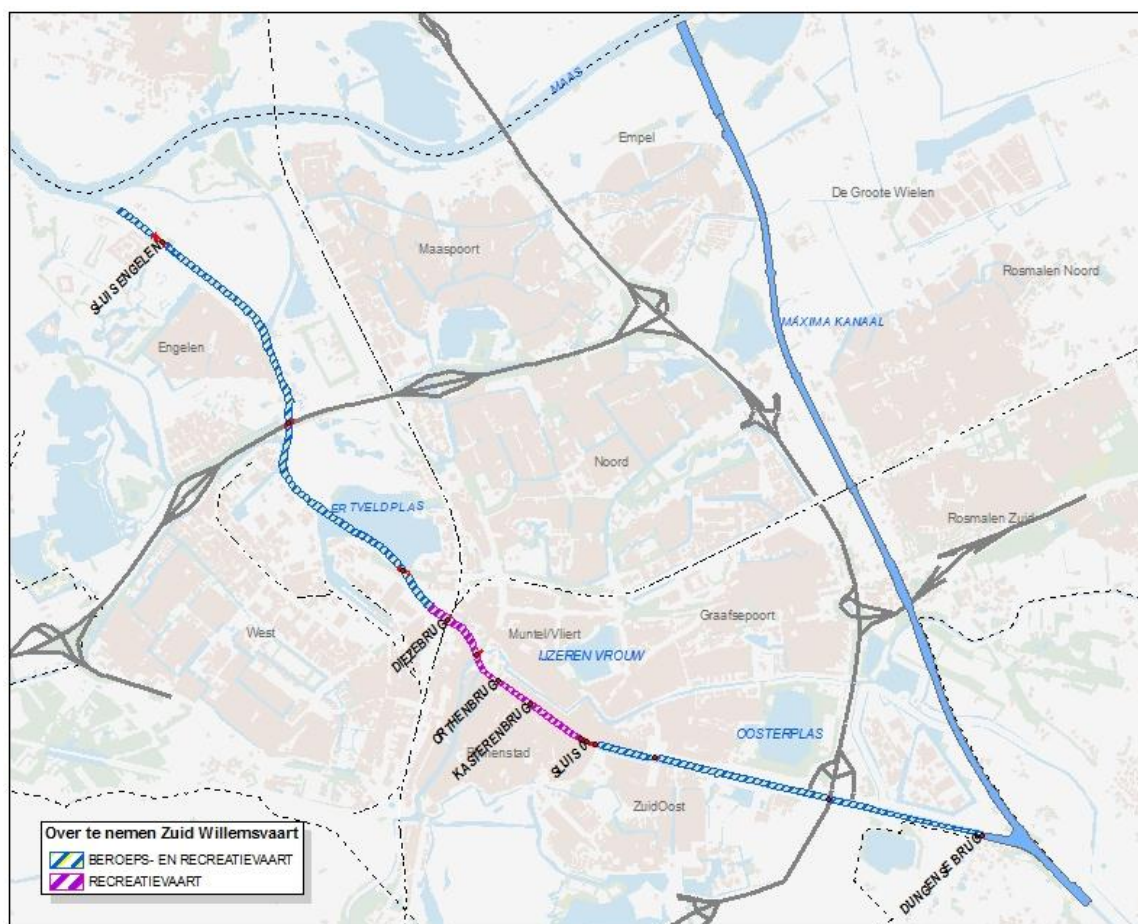 MAAS
Empel
De Groote Wielen
Maaspoort
Rosmalen Noord
SLUIS ENGELEN
MÁXIMA KANAAL
Engelen
Noord
ERTVELDPLAS
Rosmalen Zuid
Graafsepoort
West
Muntel/Vliert
DIEZEBRUG
IJZEREN VROUW
ORTHENBRUG
KASTERENBRUG
Binnenstad
SLUIS 0
OOSTERPLAS
ZuidOost
DUNGENSE BRUG
Over te nemen Zuid Willemsvaart
BEROEPS- EN RECREATIEVAART
RECREATIEVAART